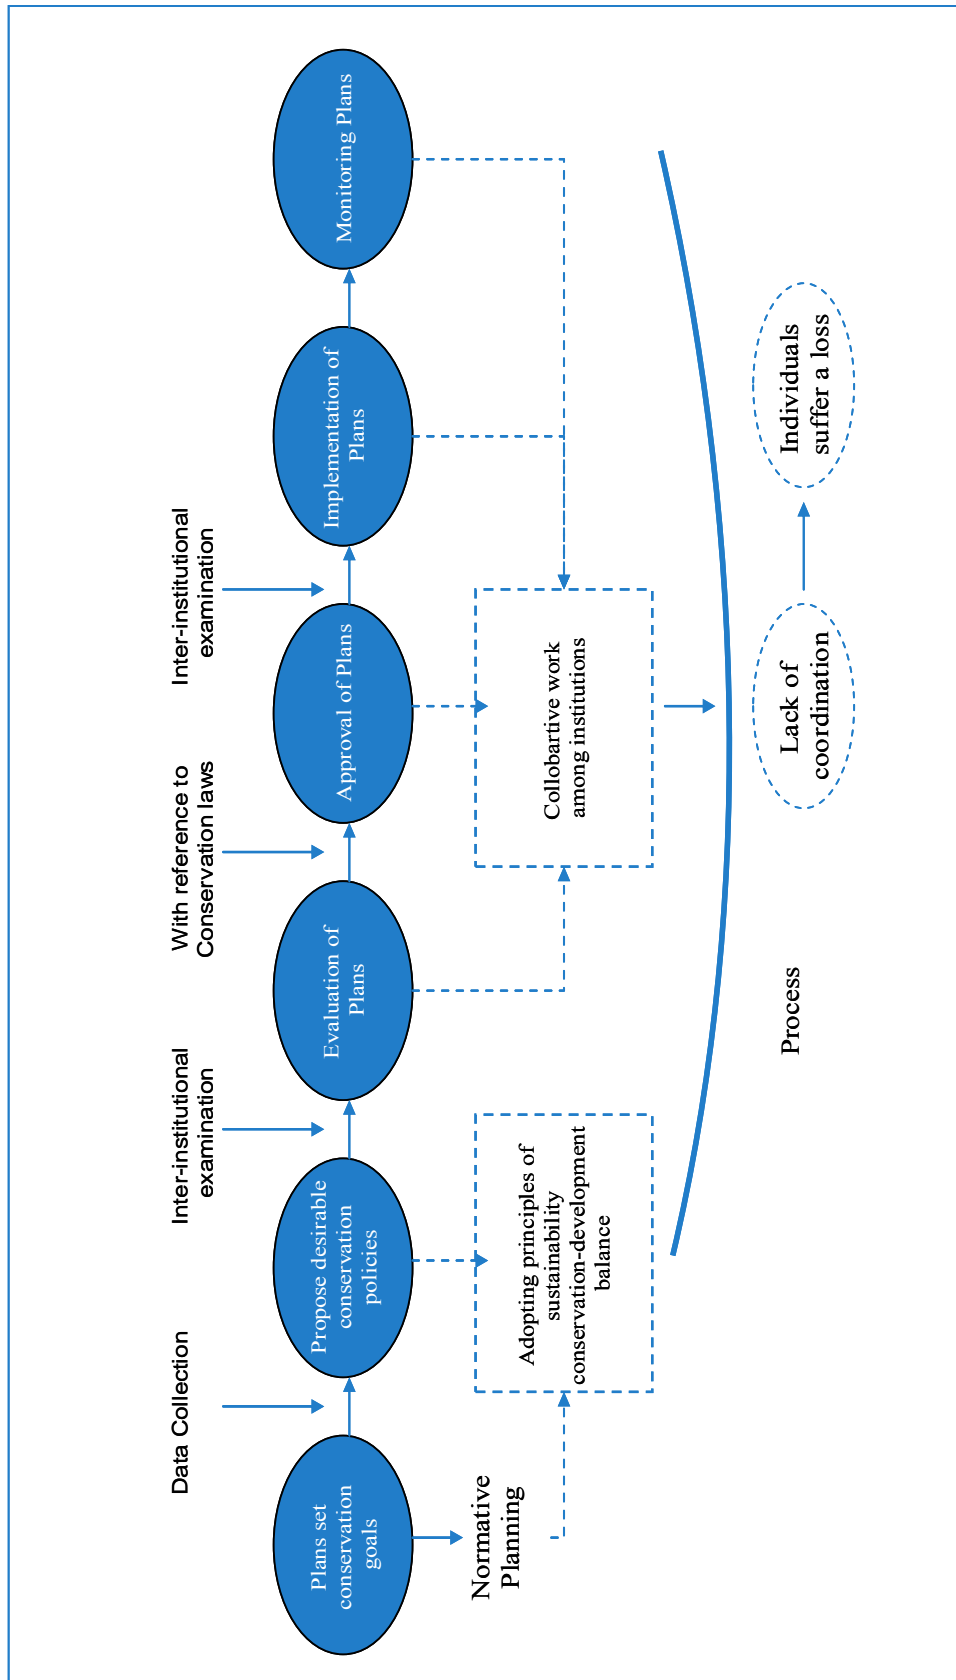 Data Collection
Inter-institutional
examination
With reference to
Conservation laws
Inter-institutional
examination
Plans set
conservation
goals
Propose desirable
conservation
policies
Evaluation of
Plans
Approval of Plans
Implementation of
Plans
Monitoring Plans
Normative
Planning
Adopting principles of
sustainability
conservation-development
balance
Collobartive work
among institutions
Process
Lack of
coordination
Individuals
suffer a loss